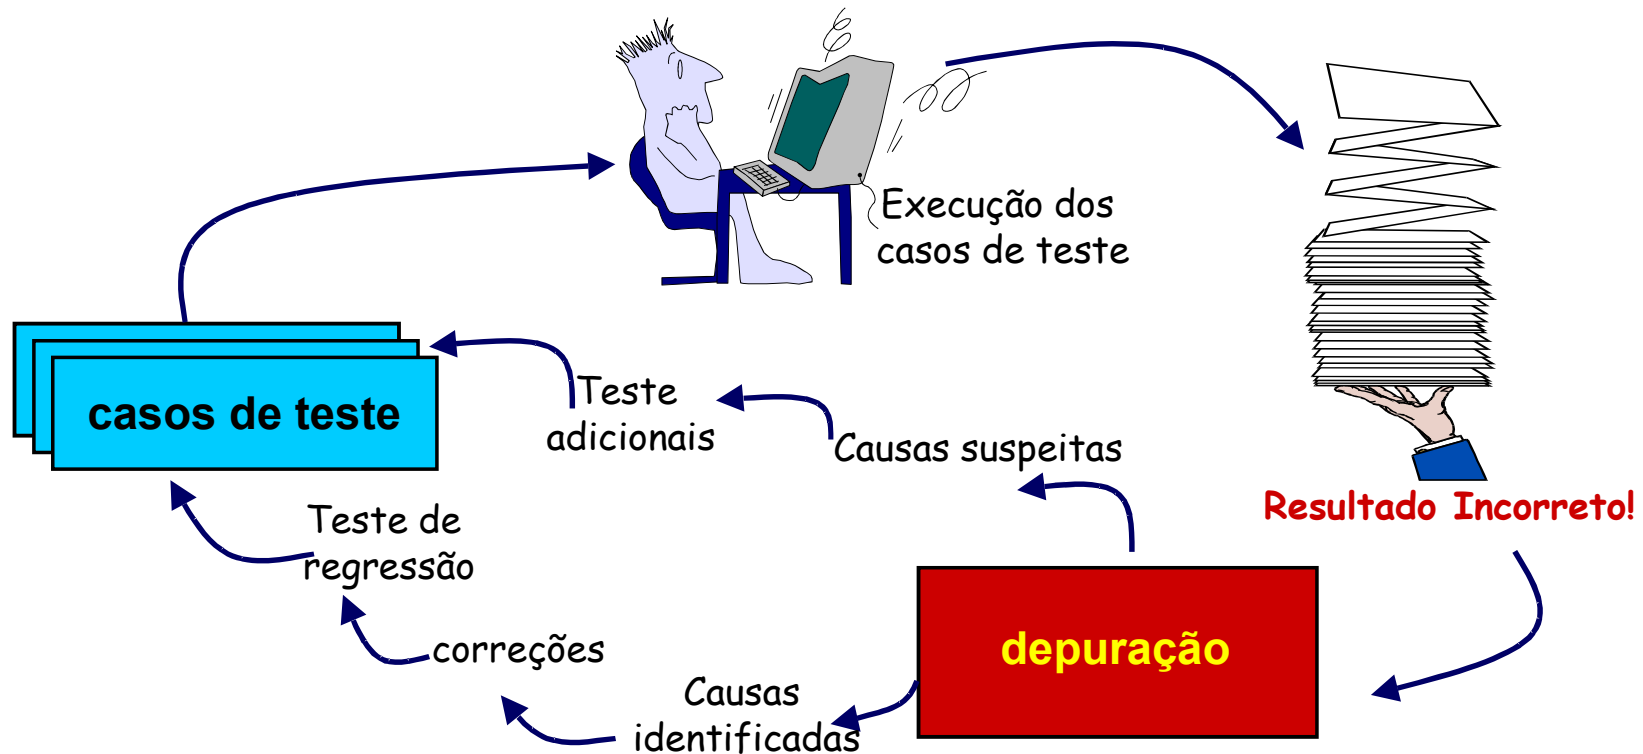 Execução dos
casos de teste
casos de teste
Teste
adicionais
Causas suspeitas
Resultado Incorreto!
Teste de
regressão
depuração
correções
Causas
identificadas